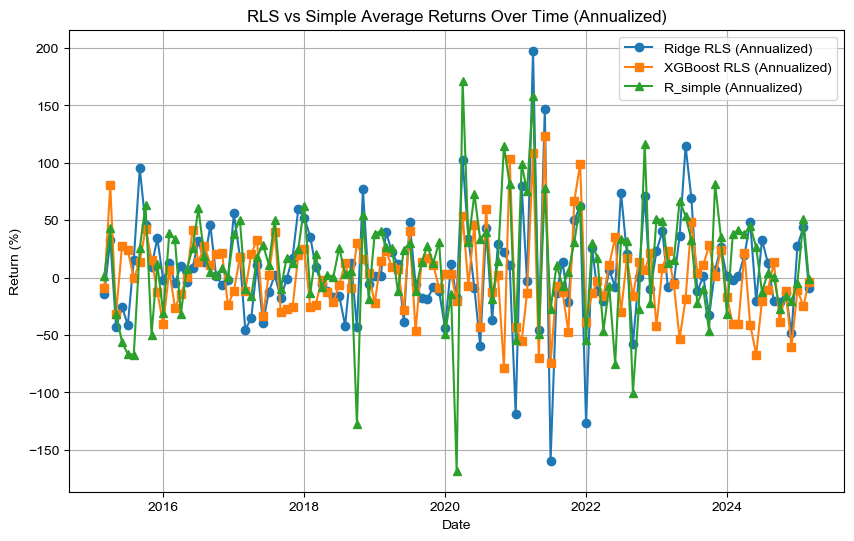 RLS vs Simple Average Returns Over Time (Annualized)
Ridge RLS (Annualized)
XGBoost RLS (Annualized)
R_simple (Annualized)
Return (%)
200
150
100
50
0
−50
−100
−150
2016
2018
2020
2022
2024
Date